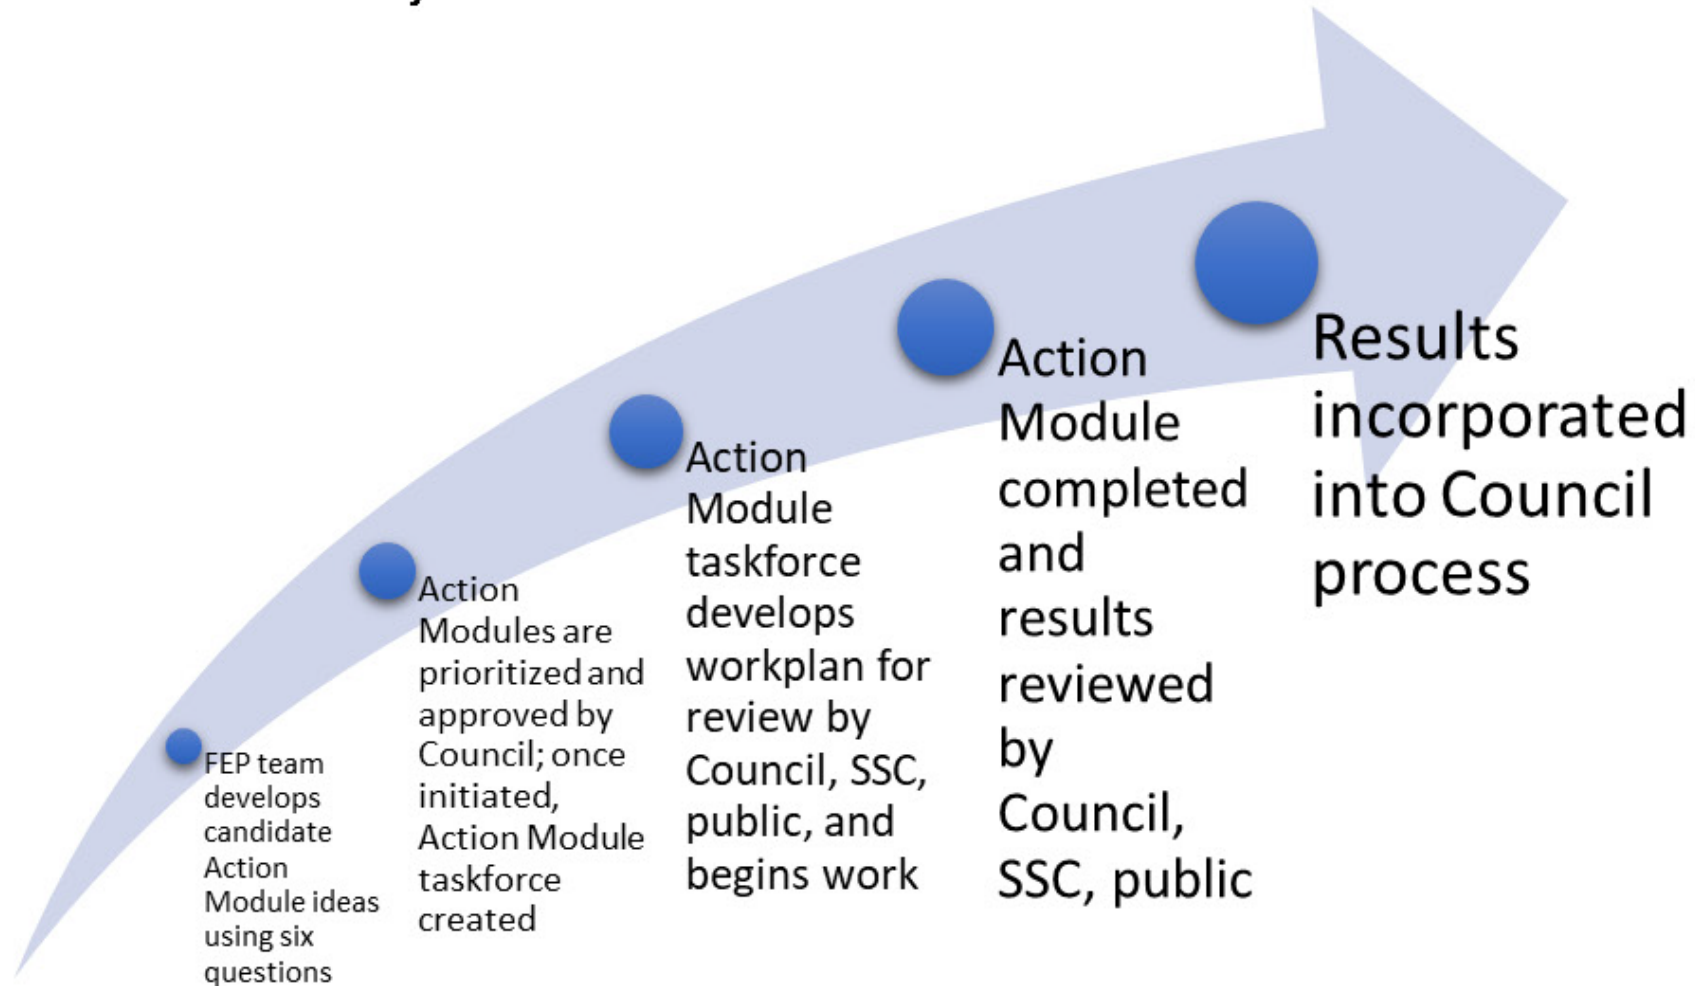 FEP team
develops
candidate
Action
Module ideas
using six
questions
Action
Modules are
prioritized and
approved by
Council; once
initiated,
Action Module
taskforce
created
Action
Module
taskforce
develops
workplan for
review by
Council, SSC,
public, and
begins work
Action
Module
completed
and
results
reviewed
by
Council,
SSC, public
Results
incorporated
into Council
process